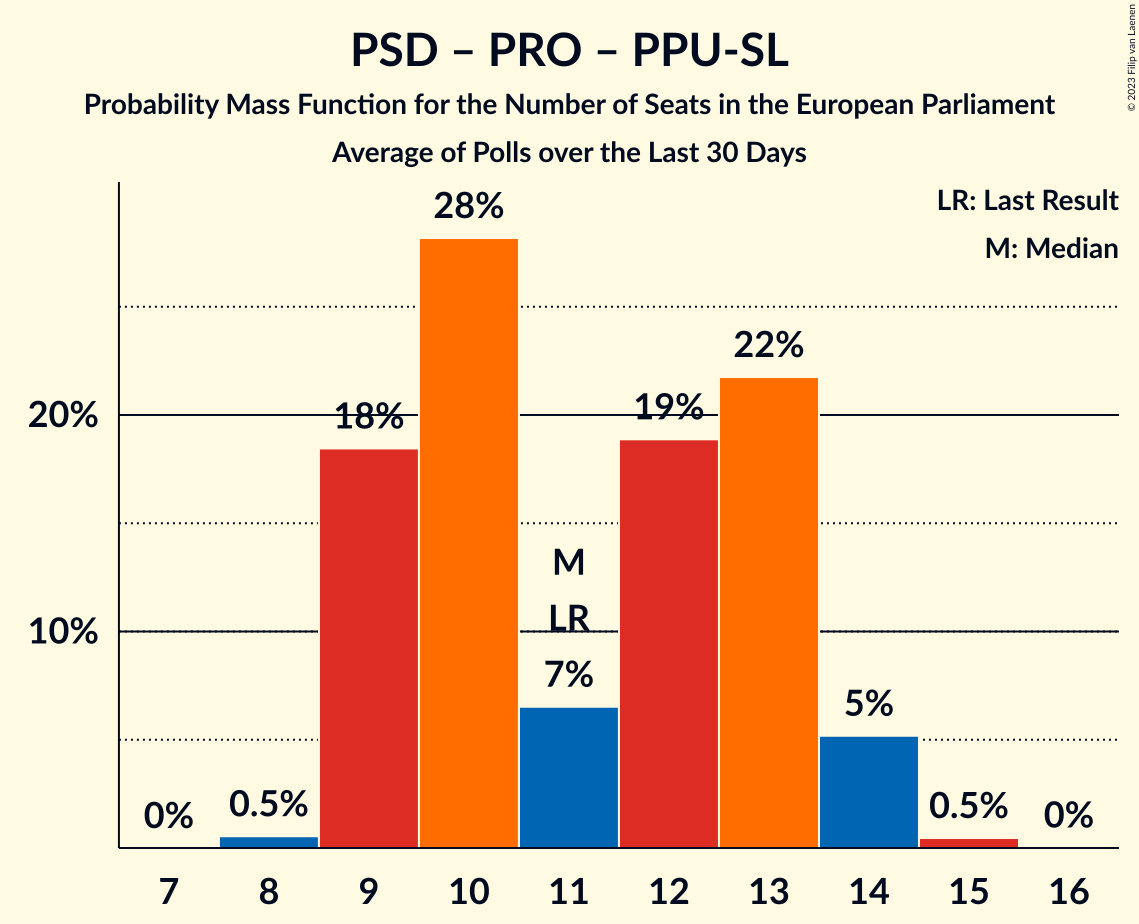 PSD – PRO – PPU-SL
Probability Mass Function for the Number of Seats in the European Parliament
Average of Polls over the Last 30 Days
© 2023 Filip van Laenen
LR: Last Result
M: Median
28%
22%
20%
18%
19%
M
LR
10%
7%
5%
0%
0.5%
0.5%
0%
7 8 9 10 11 12 13 14 15 16